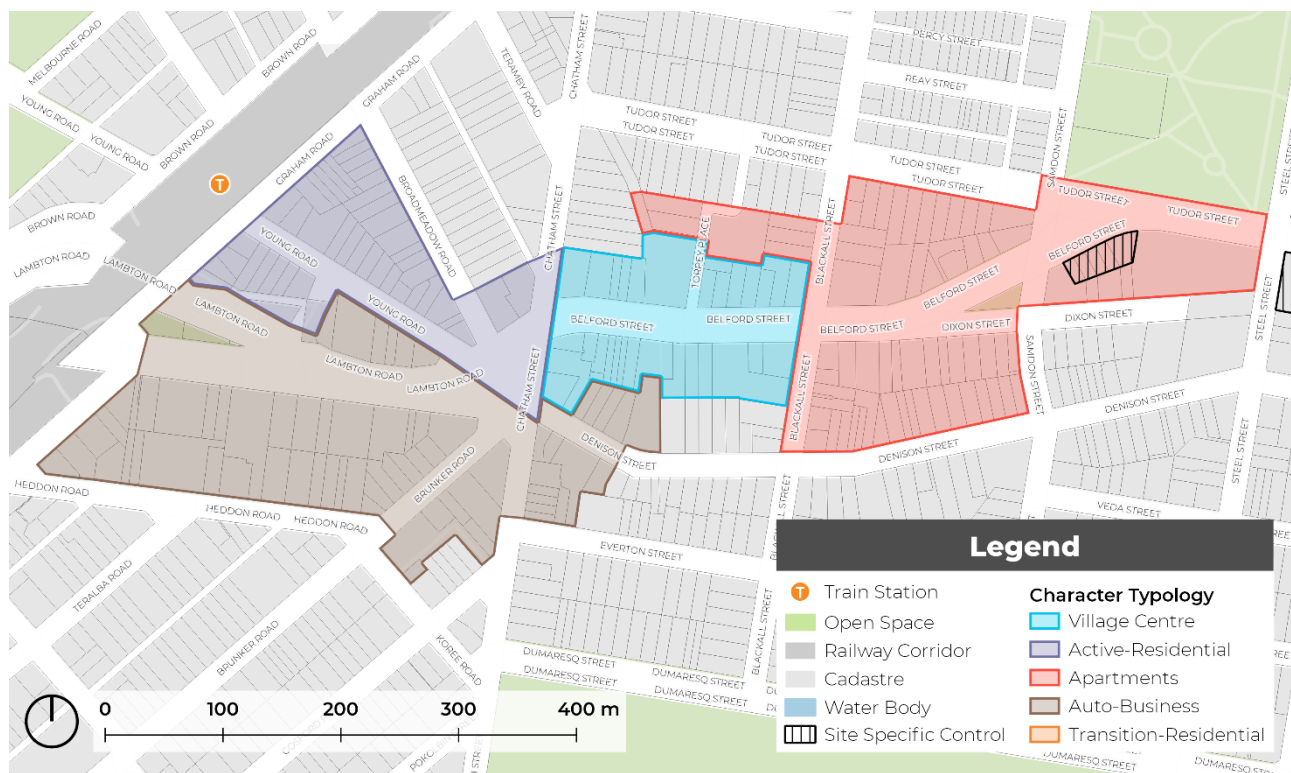 MELBOURNE ROAD
BROWN ROAD
GRAHAM ROAD
TERAMBY ROAD
CHATHAM STREET
PERCY STREET
REAY STREET
YOUNG ROAD
YOUNG ROAD
BROWN ROAD
TUDOR STREET
TUDOR STREET
TUDOR STREET
TUDOR STREET
TUDOR STREET
SAMDON STREET
STEEL STREET
T
GRAHAM ROAD
BROADMEADOW ROAD
TUDOR STREET
TUDOR STREET
TUDOR STREET
BROWN ROAD
LAMBTON ROAD
LAMBTON ROAD
YOUNG ROAD
CHATHAM STREET
TORPEY PLACE
BLACKALL STREET
BELFORD STREET
BELFORD STREET
LAMBTON ROAD
YOUNG ROAD
BELFORD STREET
BELFORD STREET
BELFORD STREET
DIXON STREET
DIXON STREET
STEEL STREET
LAMBTON ROAD
LAMBTON ROAD
CHATHAM STREET
BLACKALL STREET
SAMDON STREET
DENISON STREET
DENISON STREET
DENISON STREET
STEEL STREET
BRUNKER ROAD
HEDDON ROAD
HEDDON ROAD
HEDDON ROAD
VEDA STREET
EVERTON STREET
TERALBA ROAD
BRUNKER ROAD
KOREE ROAD
BLACKALL STREET
DUMARESQ STREET
DUMARESQ STREET
DUMARESQ STREET
DUMARESQ STREET
DUMARESQ STREET
Legend
Train Station
Open Space
Railway Corridor
Cadastre
Water Body
Site Specific Control
Character Typology
Village Centre
Active-Residential
Apartments
Auto-Business
Transition-Residential
0 100 200 300 400 m